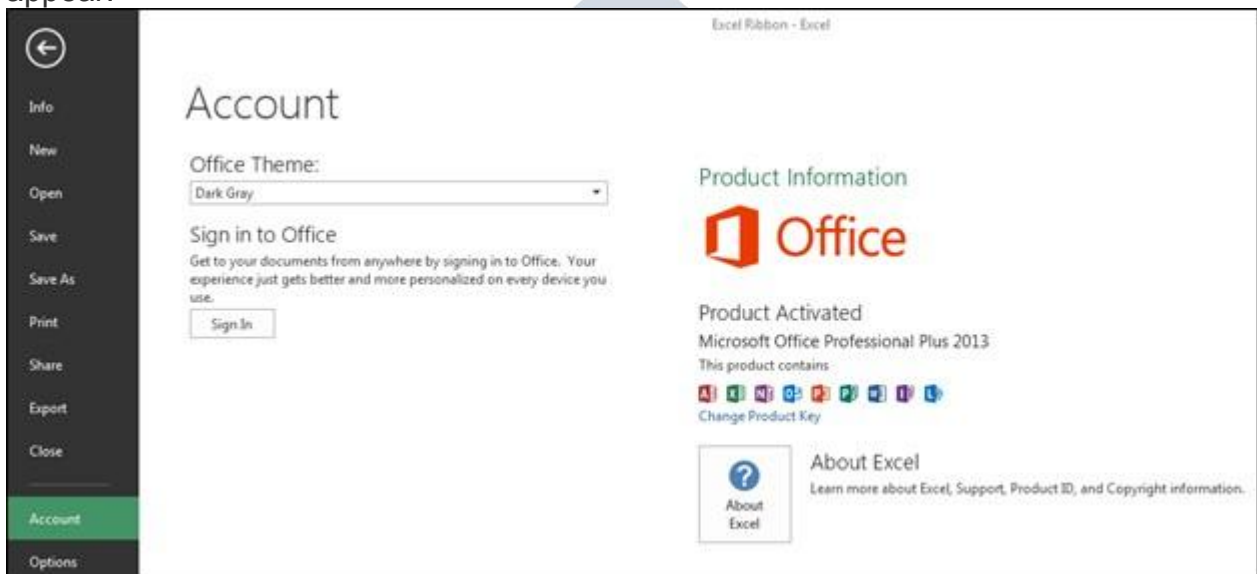 appear.
Excel Ribbon - Excel
Info
New
Open
Save
Save As
Print
Share
Export
Close
Account
Options
Account
Office Theme:
Dark Gray
Sign in to Office
Get to your documents from anywhere by signing in to Office. Your
experience just gets better and more personalized on every device you
use.
Sign In
Product Information
Office
Product Activated
Microsoft Office Professional Plus 2013
This product contains
Change Product Key
About
Excel
About Excel
Learn more about Excel, Support, Product ID, and Copyright information.